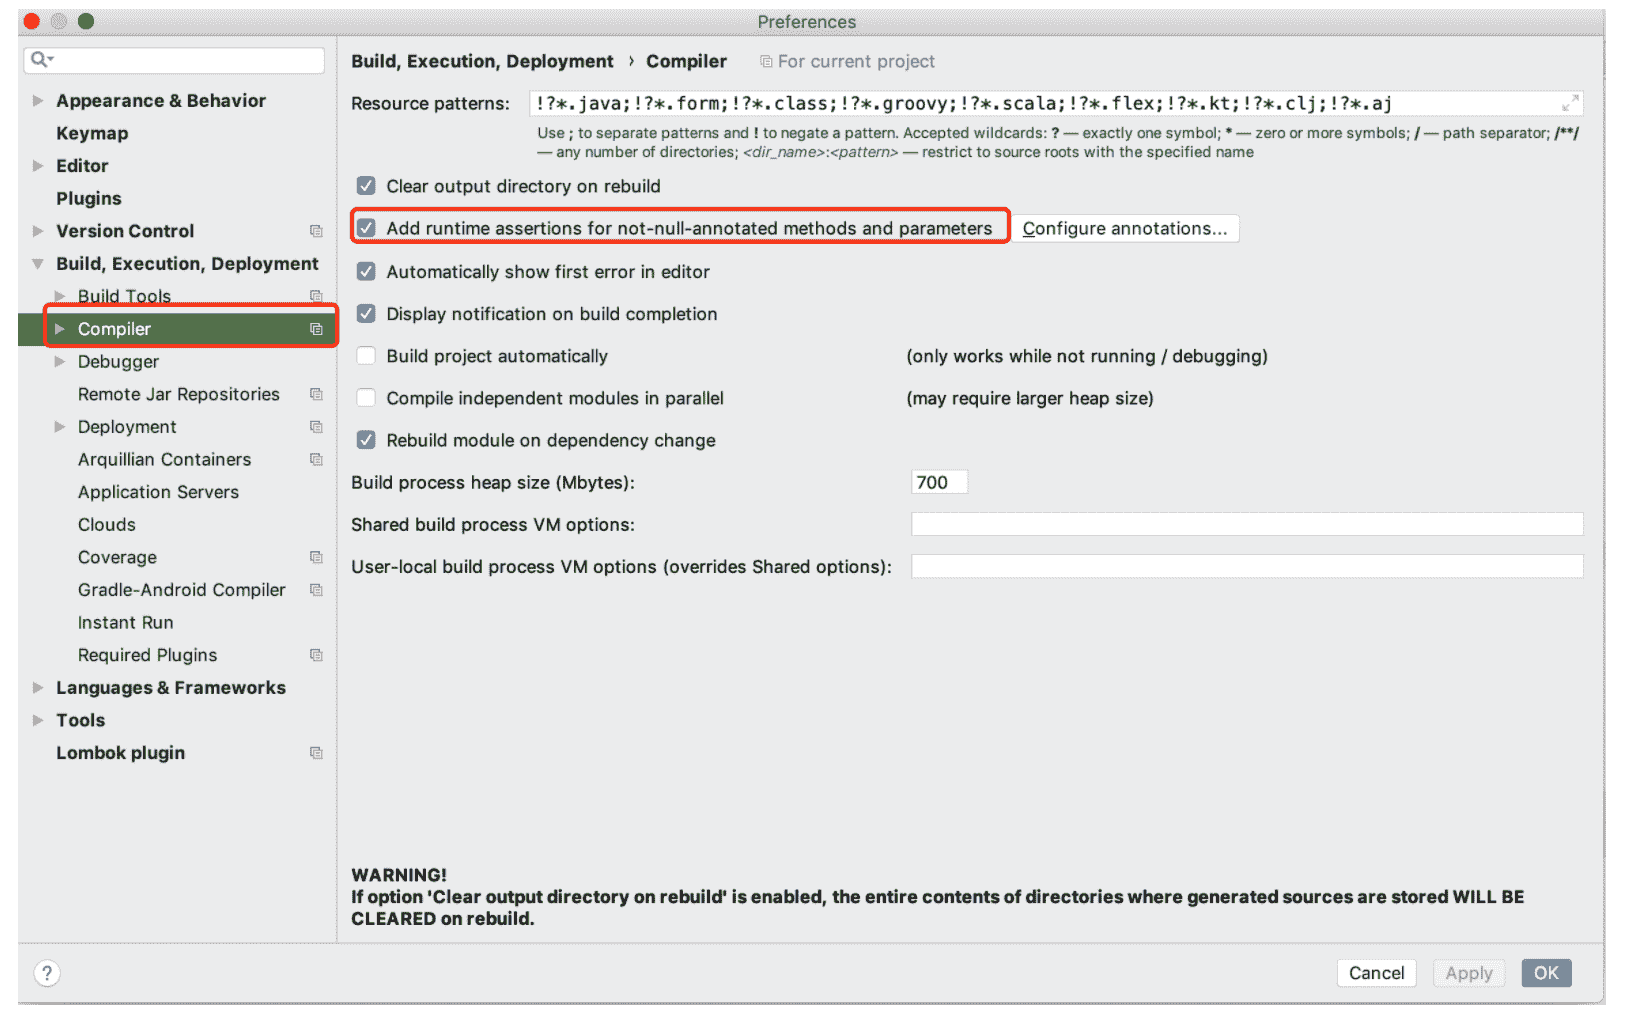 Preferences
Appearance & Behavior
Keymap
Editor
Plugins
Version Control
Build, Execution, Deployment
Build Tools
Compiler
Debugger
Remote Jar Repositories
Deployment
Arquillian Containers
Application Servers
Clouds
Coverage
Gradle-Android Compiler
Instant Run
Required Plugins
Languages & Frameworks
Tools
Lombok plugin
Build, Execution, Deployment › Compiler For current project
Resource patterns: !?*.java;!?*.form;!?*.class;!?*.groovy;!?*.scala;!?*.flex;!?*.kt;!?*.clj;!?*.aj
Use ; to separate patterns and ! to negate a pattern. Accepted wildcards: ? — exactly one symbol; * — zero or more symbols; / — path separator; /**/
— any number of directories; <dir_name>:<pattern> — restrict to source roots with the specified name
Clear output directory on rebuild
Add runtime assertions for not-null-annotated methods and parameters Configure annotations...
Automatically show first error in editor
Display notification on build completion
Build project automatically (only works while not running / debugging)
Compile independent modules in parallel (may require larger heap size)
Rebuild module on dependency change
Build process heap size (Mbytes): 700
Shared build process VM options:
User-local build process VM options (overrides Shared options):
WARNING!
If option 'Clear output directory on rebuild' is enabled, the entire contents of directories where generated sources are stored WILL BE
CLEARED on rebuild.
? Cancel Apply OK